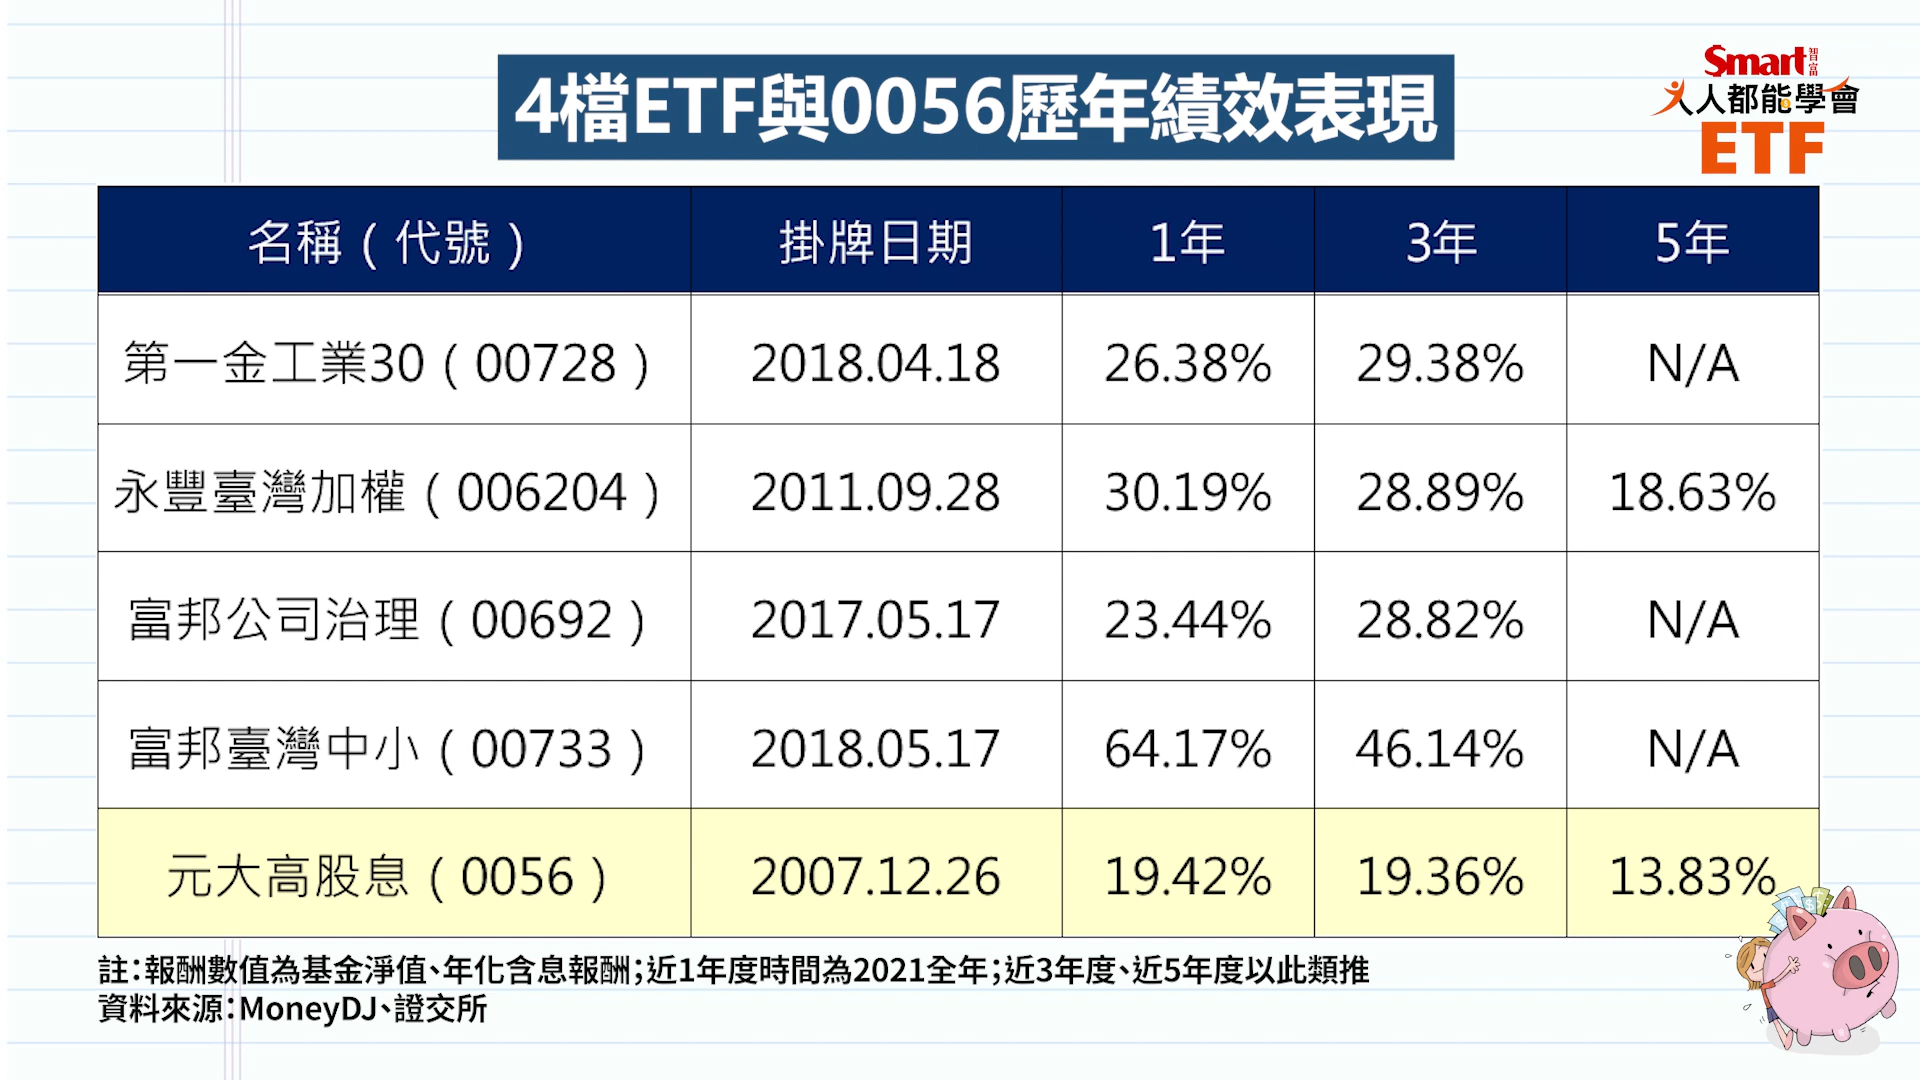 4檔ETF與0056歷年績效表現
Smart智富
人人都能學會
ETF
名稱（代號） 掛牌日期 1年 3年 5年
第一金工業30（00728） 2018.04.18 26.38% 29.38% N/A
永豐臺灣加權（006204） 2011.09.28 30.19% 28.89% 18.63%
富邦公司治理（00692） 2017.05.17 23.44% 28.82% N/A
富邦臺灣中小（00733） 2018.05.17 64.17% 46.14% N/A
元大高股息（0056） 2007.12.26 19.42% 19.36% 13.83%
註：報酬數值為基金淨值、年化含息報酬；近1年度時間為2021全年；近3年度、近5年度以此類推
資料來源：MoneyDJ、證交所